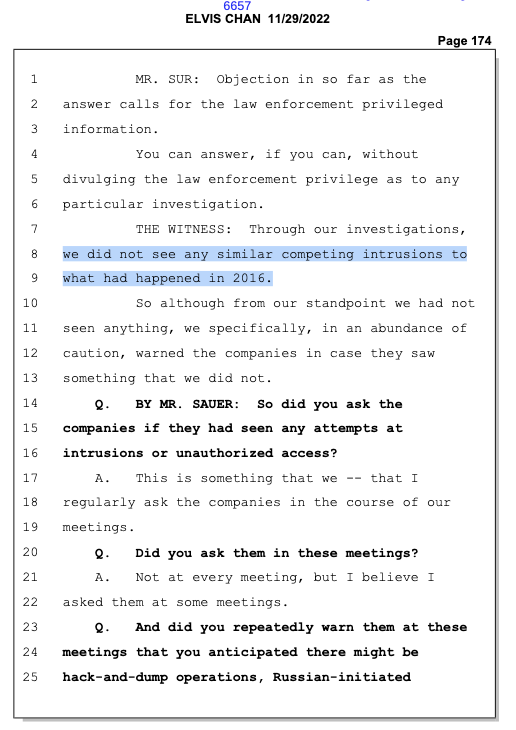 6657
ELVIS CHAN 11/29/2022
Page 174
1 MR. SUR: Objection in so far as the
2 answer calls for the law enforcement privileged
3 information.
4 You can answer, if you can, without
5 divulging the law enforcement privilege as to any
6 particular investigation.
7 THE WITNESS: Through our investigations,
8 we did not see any similar competing intrusions to
9 what had happened in 2016.
10 So although from our standpoint we had not
11 seen anything, we specifically, in an abundance of
12 caution, warned the companies in case they saw
13 something that we did not.
14 Q. BY MR. SAUER: So did you ask the
15 companies if they had seen any attempts at
16 intrusions or unauthorized access?
17 A. This is something that we -- that I
18 regularly ask the companies in the course of our
19 meetings.
20 Q. Did you ask them in these meetings?
21 A. Not at every meeting, but I believe I
22 asked them at some meetings.
23 Q. And did you repeatedly warn them at these
24 meetings that you anticipated there might be
25 hack-and-dump operations, Russian-initiated